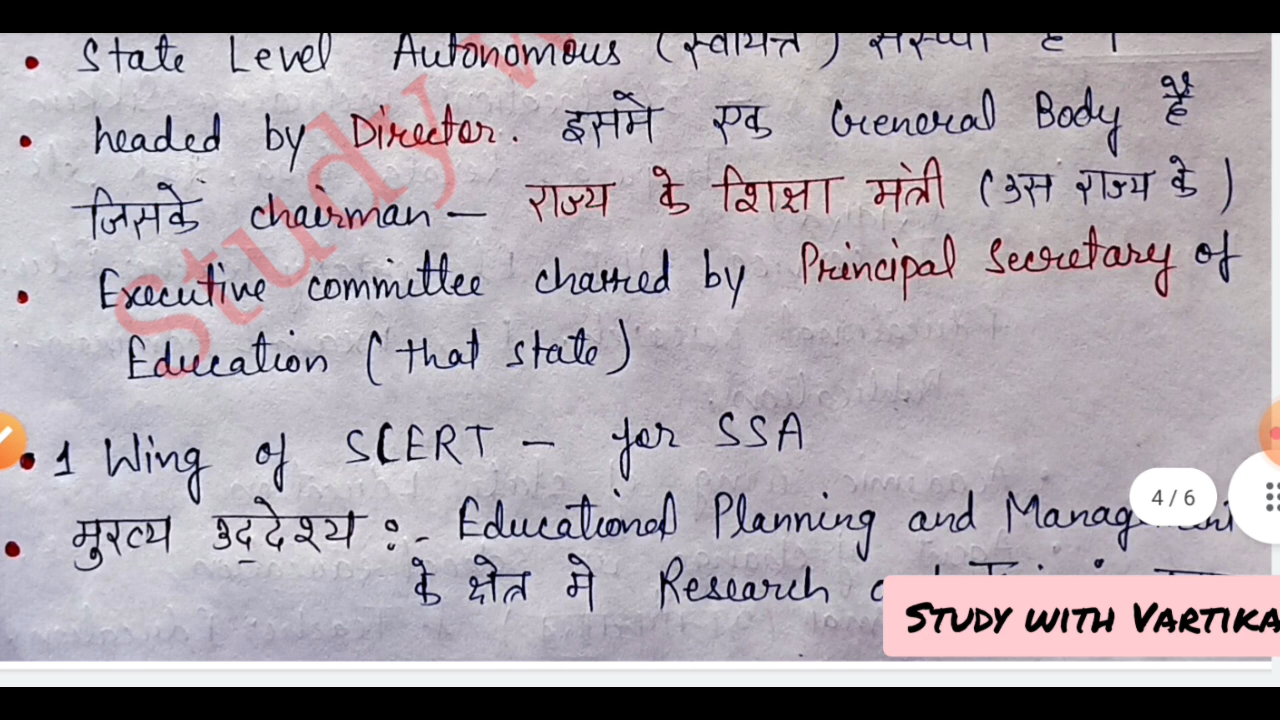 • State Level Autonomous (स्वायत्त) संस्था है ।
• headed by Director. इसमे एक General Body भी है
जिसके chairman – राज्य के शिक्षा मंत्री (उस राज्य के)
• Executive committee chaired by Principal Secretary of
Education (that state)
• 1 Wing of SCERT – for SSA
• मुख्य उद्देश्य :- Educational Planning and Management
के क्षेत्र मे Research
4 / 6
STUDY WITH VARTIKA
Study